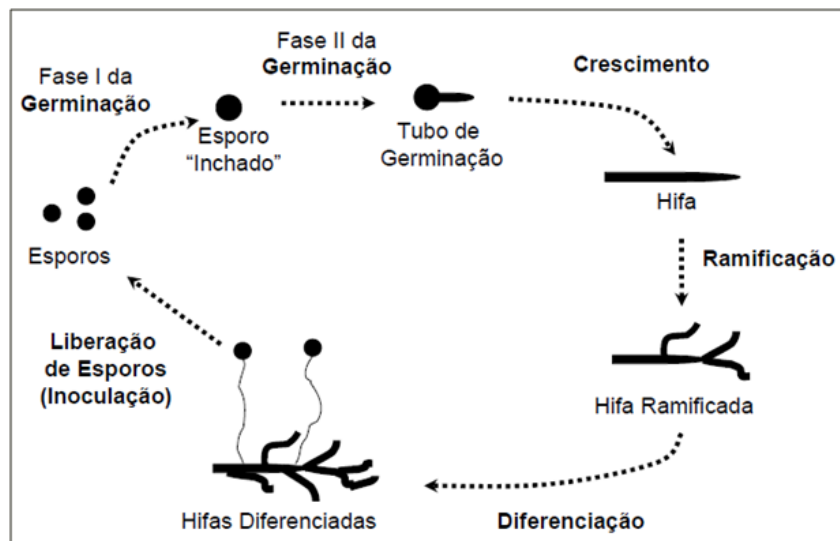 Fase I da
Germinação
Fase II da
Germinação
Crescimento
Esporo
“Inchado”
Tubo de
Germinação
Hifa
Esporos
Ramificação
Liberação
de Esporos
(Inoculação)
Hifa Ramificada
Hifas Diferenciadas
Diferenciação